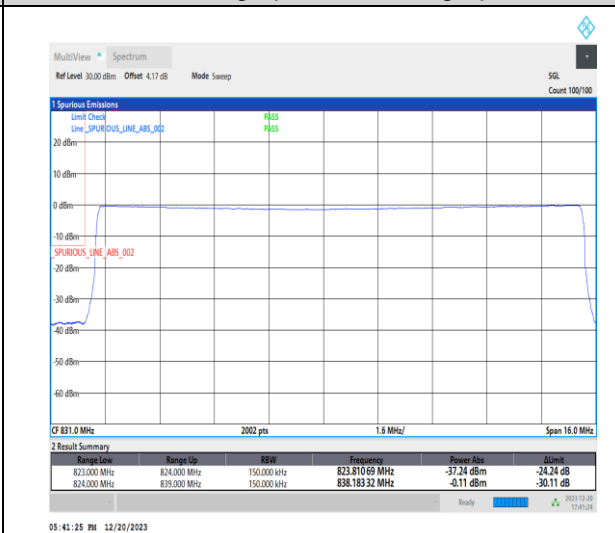 MultiView Spectrum
Ref Level 30.00 dBm Offset 4.17 dB Mode Sweep SGL
Count 100/100
1 Spurious Emissions
Limit Check PASS
Line _SPURIOUS_LINE_ABS_002 PASS
20 dBm
10 dBm
0 dBm
-10 dBm
_SPURIOUS_LINE_ABS_002
-20 dBm
-30 dBm
-40 dBm
-50 dBm
-60 dBm
CF 831.0 MHz 2002 pts 1.6 MHz/ Span 16.0 MHz
2 Result Summary
Range Low Range Up RBW Frequency Power Abs ΔLimit
823.000 MHz 824.000 MHz 150.000 kHz 823.81069 MHz -37.24 dBm -24.24 dB
824.000 MHz 839.000 MHz 150.000 kHz 838.18332 MHz -0.11 dBm -30.11 dB
Ready 2023-12-20
17:41:24
05:41:25 PM 12/20/2023